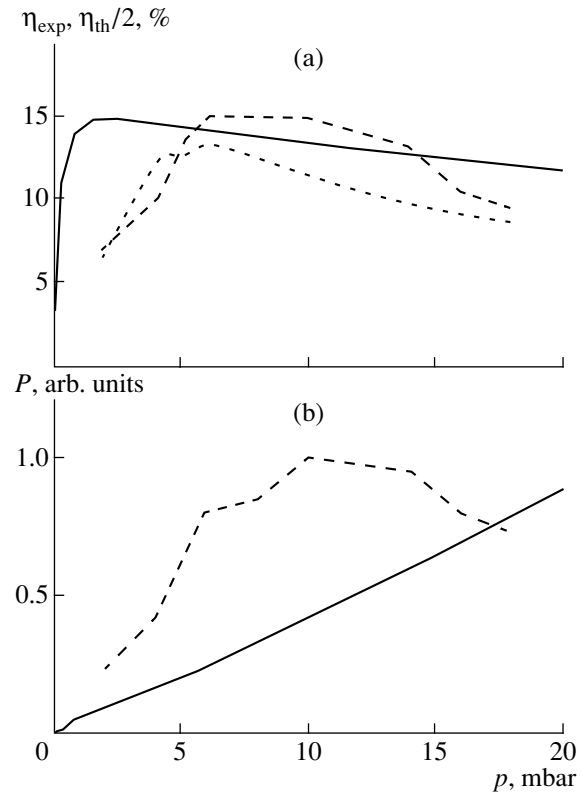 η_exp, η_th/2, %
(a)
15
10
5
P, arb. units
(b)
1.0
0.5
0 5 10 15 20
p, mbar